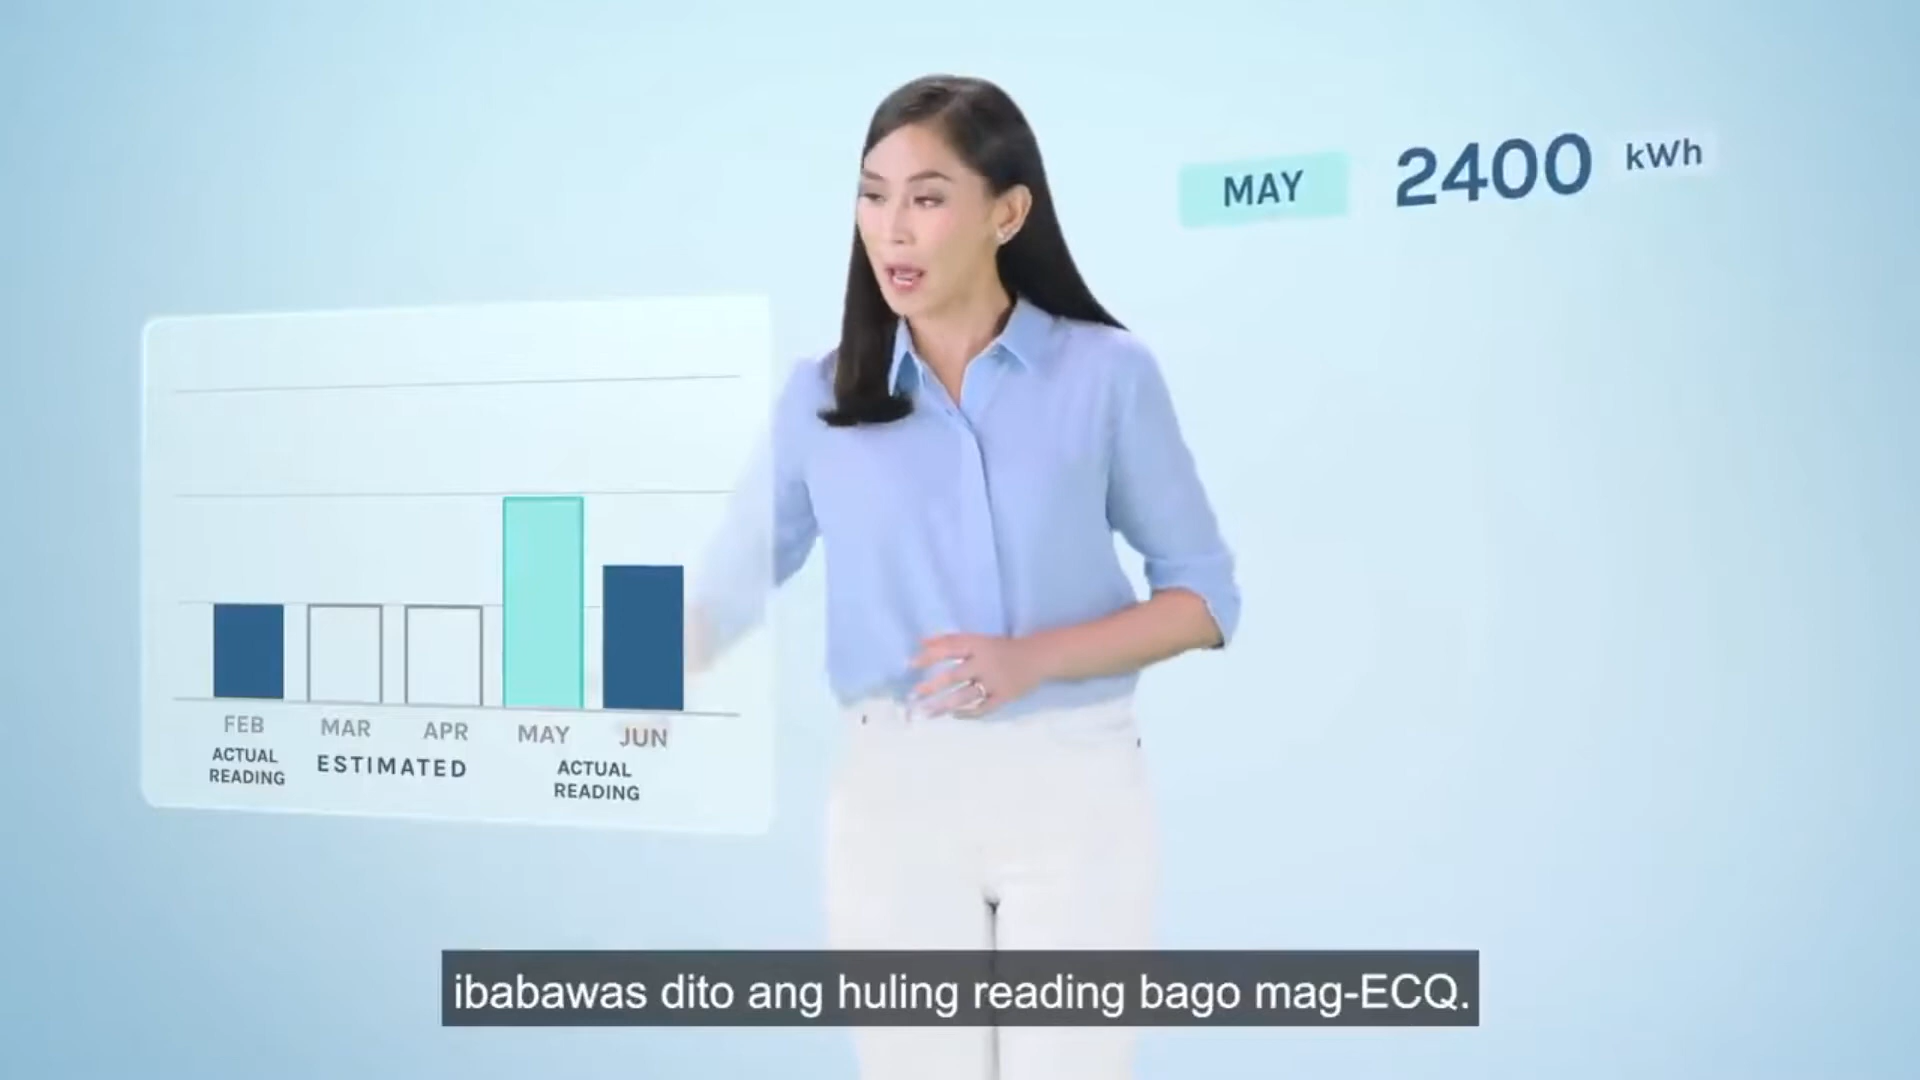 MAY 2400 kWh
FEB MAR APR MAY JUN
ACTUAL READING ESTIMATED ACTUAL READING
ibabawas dito ang huling reading bago mag-ECQ.